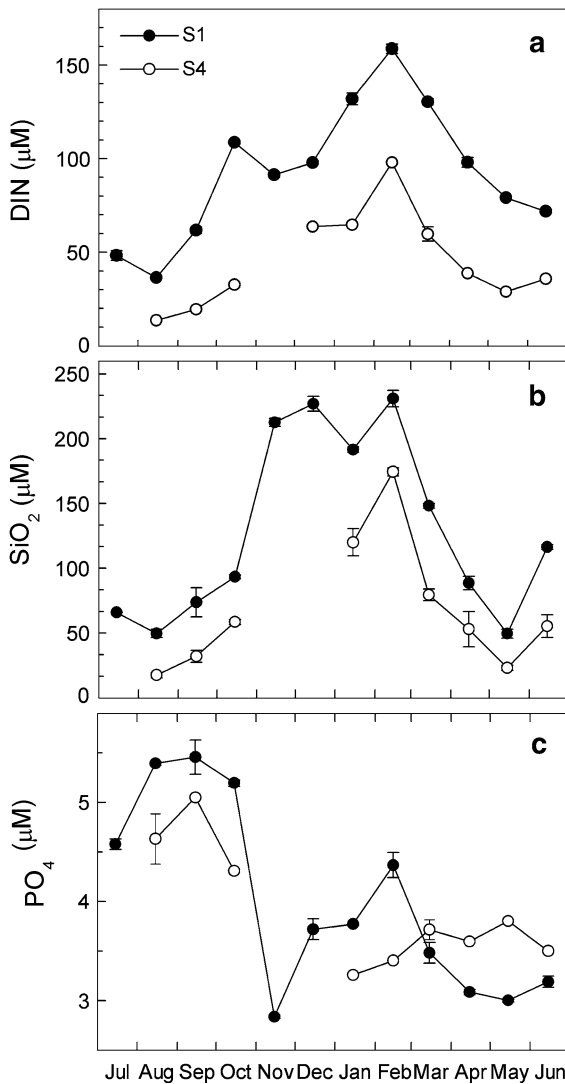 S1
S4
a
150
100
50
0
DIN (μM)
b
250
200
150
100
50
0
SiO2 (μM)
c
5
4
3
PO4 (μM)
Jul Aug Sep Oct Nov Dec Jan Feb Mar Apr May Jun